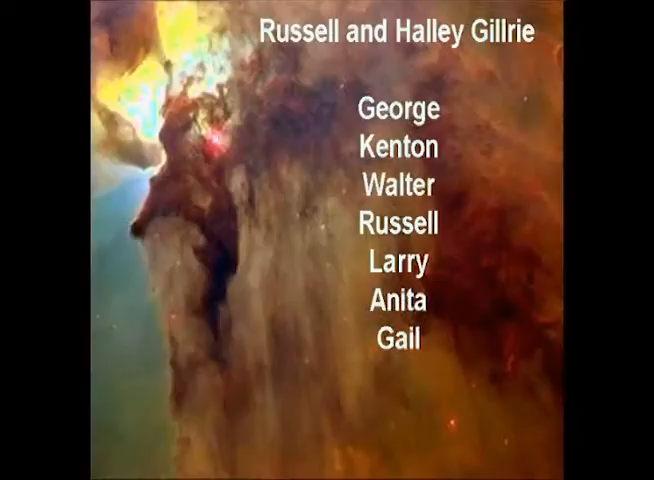 Russell and Halley Gillrie
George
Kenton
Walter
Russell
Larry
Anita
Gail